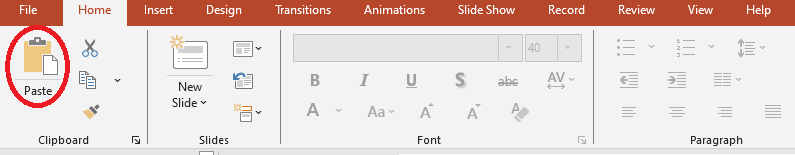 File Home Insert Design Transitions Animations Slide Show Record Review View Help
40
B I U S abc AV
Paste New
Slide
A Aa A A A
Clipboard Slides Font Paragraph